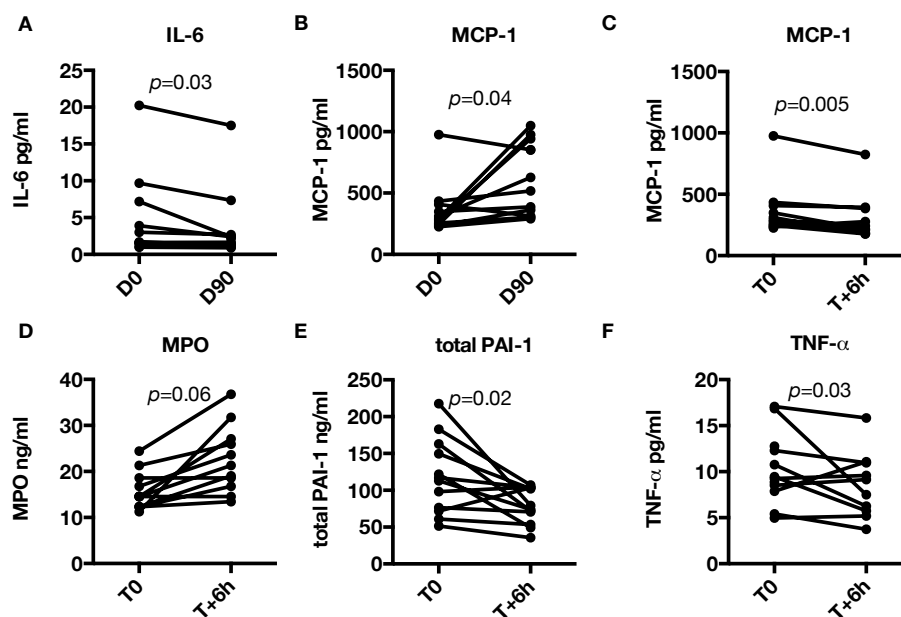 A
IL-6
p=0.03
IL-6 pg/ml
25
20
15
10
5
0
D0
D90
B
MCP-1
p=0.04
MCP-1 pg/ml
1500
1000
500
0
D0
D90
C
MCP-1
p=0.005
MCP-1 pg/ml
1500
1000
500
0
T0
T+6h
D
MPO
p=0.06
MPO ng/ml
40
30
20
10
0
T0
T+6h
E
total PAI-1
p=0.02
total PAI-1 ng/ml
250
200
150
100
50
0
T0
T+6h
F
TNF-α
p=0.03
TNF-α pg/ml
20
15
10
5
0
T0
T+6h